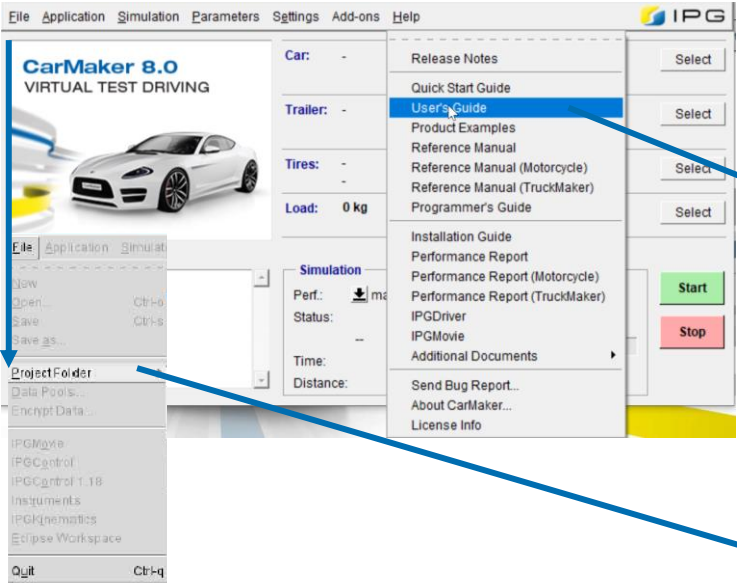 File Application Simulation Parameters Settings Add-ons Help
IPG
CarMaker 8.0
VIRTUAL TEST DRIVING
Car: -
Select
Trailer: -
Select
Tires: -
-
Select
Load: 0 kg
Select
Release Notes
Quick Start Guide
User's Guide
Product Examples
Reference Manual
Reference Manual (Motorcycle)
Reference Manual (TruckMaker)
Programmer's Guide
Installation Guide
Performance Report
Performance Report (Motorcycle)
Performance Report (TruckMaker)
IPGDriver
IPGMovie
Additional Documents
Send Bug Report...
About CarMaker...
License Info
Simulation
Perf.: ma
Status:
--
Time:
Distance:
Start
Stop
File Application Simulat
New
Open... Ctrl-o
Save Ctrl-s
Save as...
Project Folder
Data Pools...
Encrypt Data...
IPGMovie
IPGControl
IPGControl 1.18
Instruments
IPGKinematics
Eclipse Workspace
Quit Ctrl-q